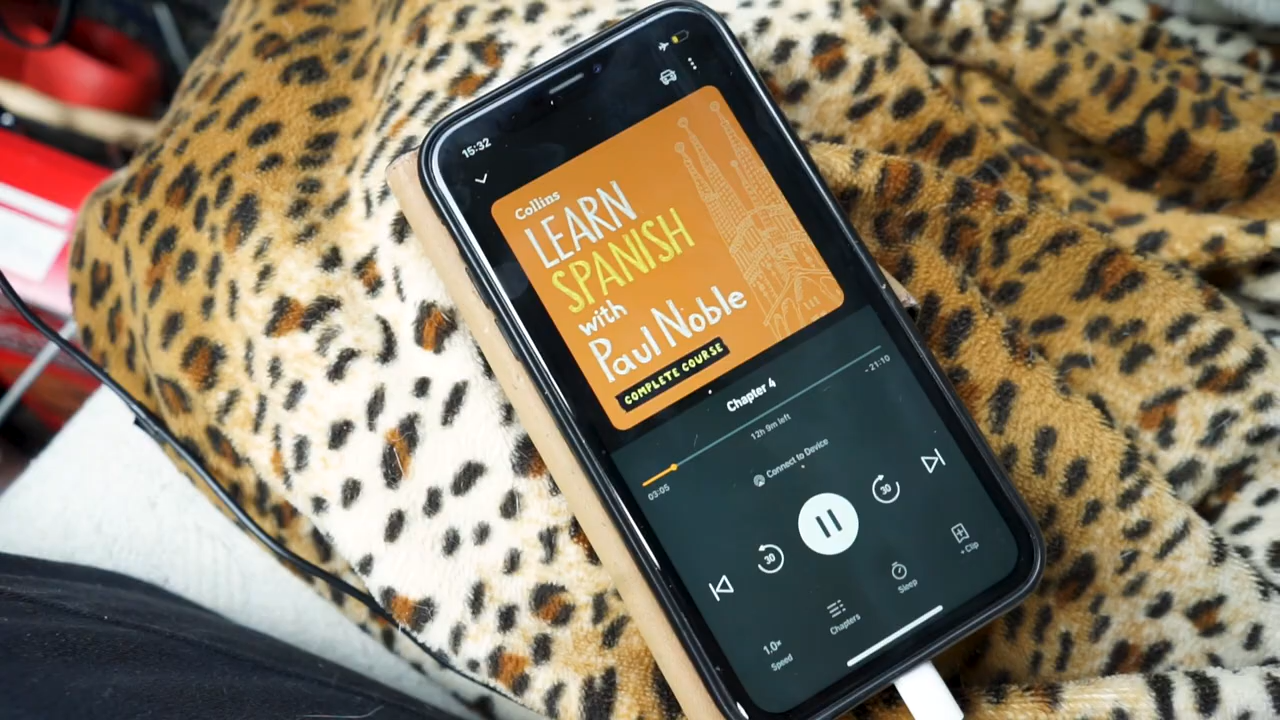 15:32
Collins
LEARN
SPANISH
with
Paul Noble
COMPLETE COURSE
Chapter 4
03:05
12h 9m left
-21:10
Connect to Device
30
30
1.0x
Speed
Chapters
Sleep
+ Clip